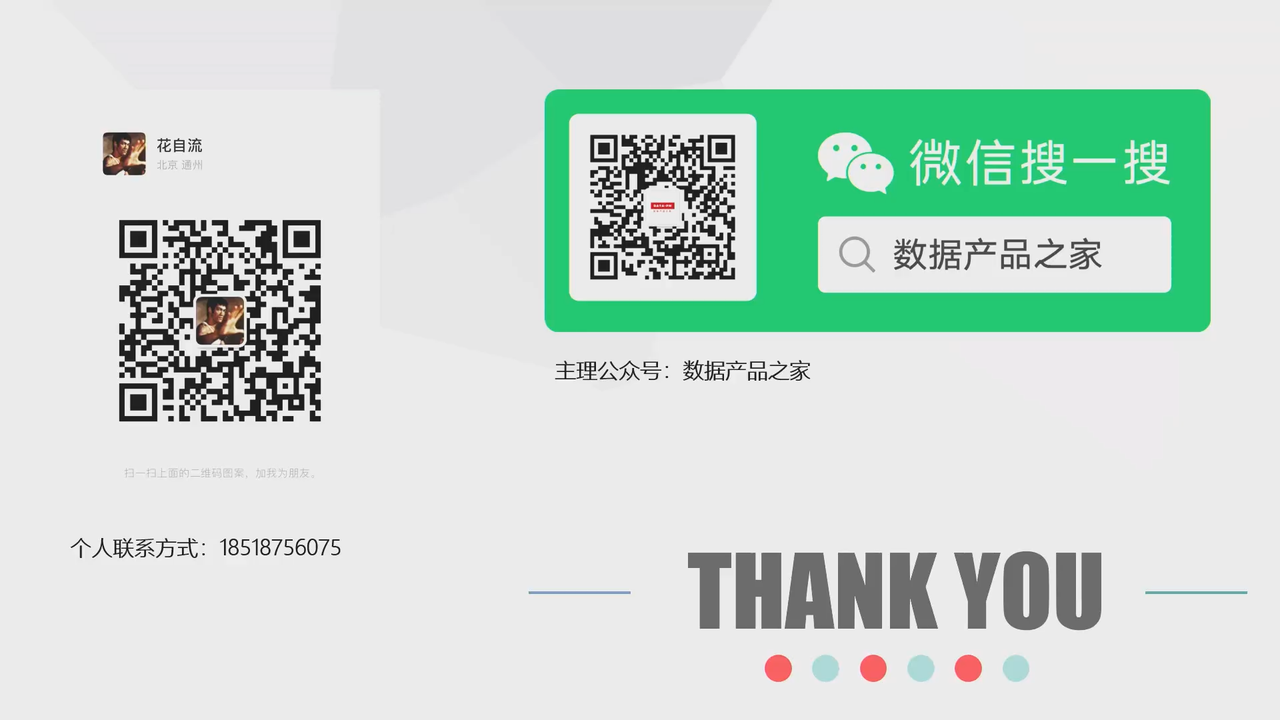 花自流
北京 通州
扫一扫上面的二维码图案，加我为朋友。
个人联系方式：18518756075
微信搜一搜
数据产品之家
主理公众号：数据产品之家
THANK YOU